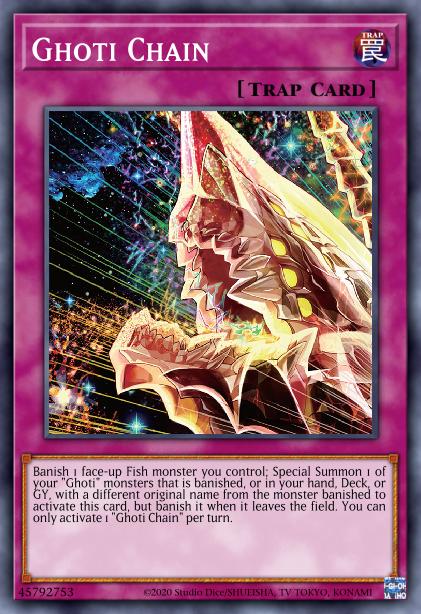 Ghoti Chain
TRAP
罠
[Trap Card]
Banish 1 face-up Fish monster you control; Special Summon 1 of
your "Ghoti" monsters that is banished, or in your hand, Deck, or
GY, with a different original name from the monster banished to
activate this card, but banish it when it leaves the field. You can
only activate 1 "Ghoti Chain" per turn.
45792753
©2020 Studio Dice/SHUEISHA, TV TOKYO, KONAMI